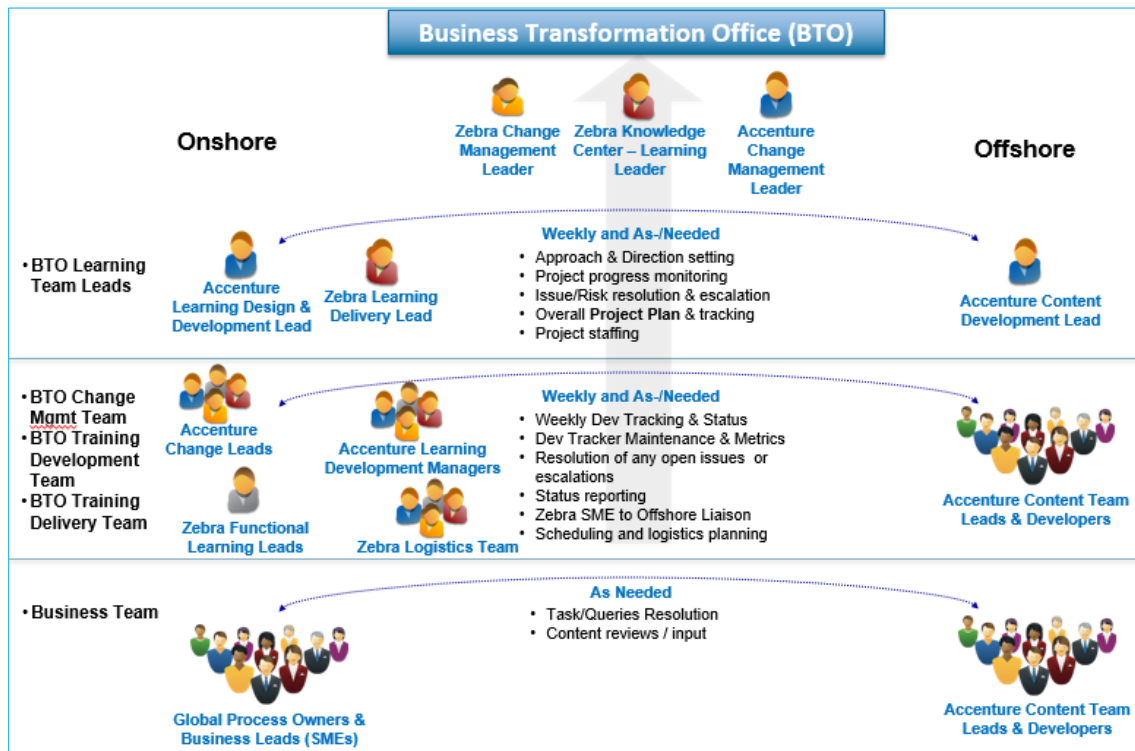 Business Transformation Office (BTO)
Onshore
Zebra Change
Management
Leader
Zebra Knowledge
Center – Learning
Leader
Accenture
Change
Management
Leader
Offshore
• BTO Learning
Team Leads
Accenture
Learning Design &
Development Lead
Zebra Learning
Delivery Lead
Weekly and As-/Needed
• Approach & Direction setting
• Project progress monitoring
• Issue/Risk resolution & escalation
• Overall Project Plan & tracking
• Project staffing
Accenture Content
Development Lead
• BTO Change
Mgmt Team
• BTO Training
Development
Team
• BTO Training
Delivery Team
Accenture
Change Leads
Accenture Learning
Development Managers
Zebra Functional
Learning Leads
Zebra Logistics Team
Weekly and As-/Needed
• Weekly Dev Tracking & Status
• Dev Tracker Maintenance & Metrics
• Resolution of any open issues or
escalations
• Status reporting
• Zebra SME to Offshore Liaison
• Scheduling and logistics planning
Accenture Content Team
Leads & Developers
• Business Team
Global Process Owners &
Business Leads (SMEs)
As Needed
• Task/Queries Resolution
• Content reviews / input
Accenture Content Team
Leads & Developers